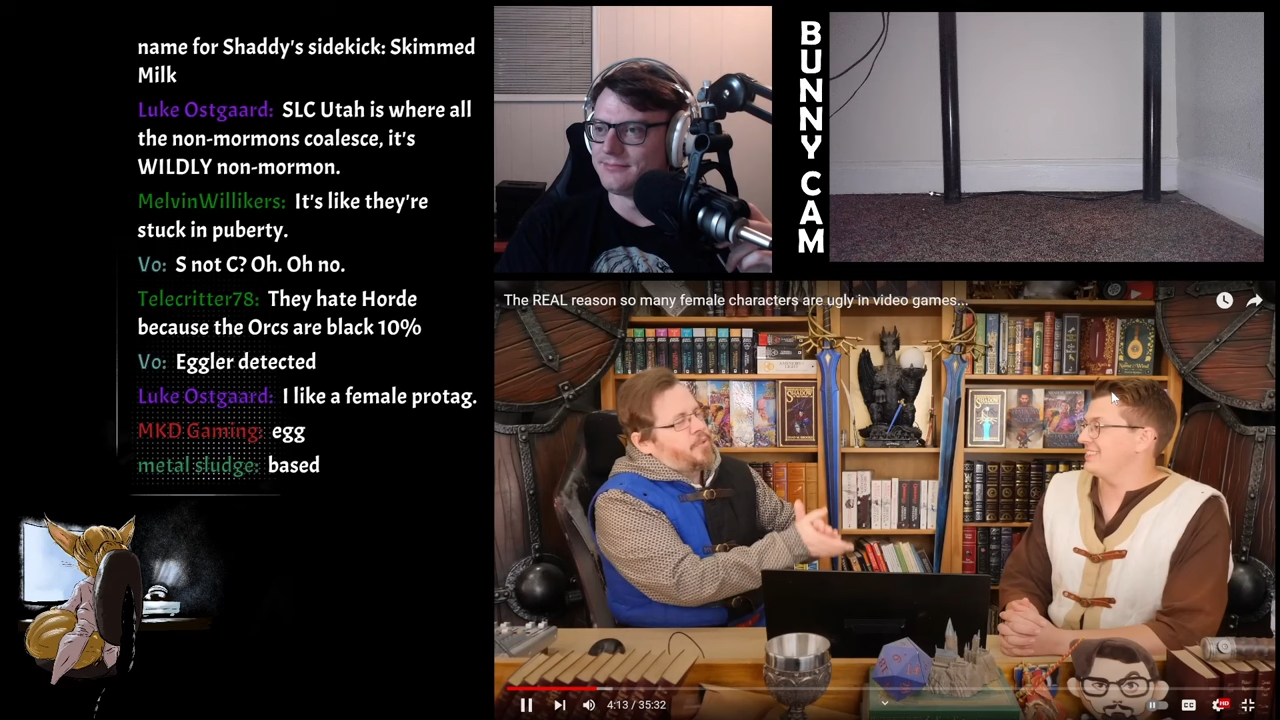 name for Shaddy's sidekick: Skimmed
Milk
Luke Ostgaard: SLC Utah is where all
the non-mormons coalesce, it's
WILDLY non-mormon.
MelvinWillikers: It's like they're
stuck in puberty.
Vo: S not C? Oh. Oh no.
Telecritter78: They hate Horde
because the Orcs are black 10%
Vo: Eggler detected
Luke Ostgaard: I like a female protag.
MKD Gaming: egg
metal sludge: based
BUNNY CAM
The REAL reason so many female characters are ugly in video games...
4:13 / 35:32
CC
HD